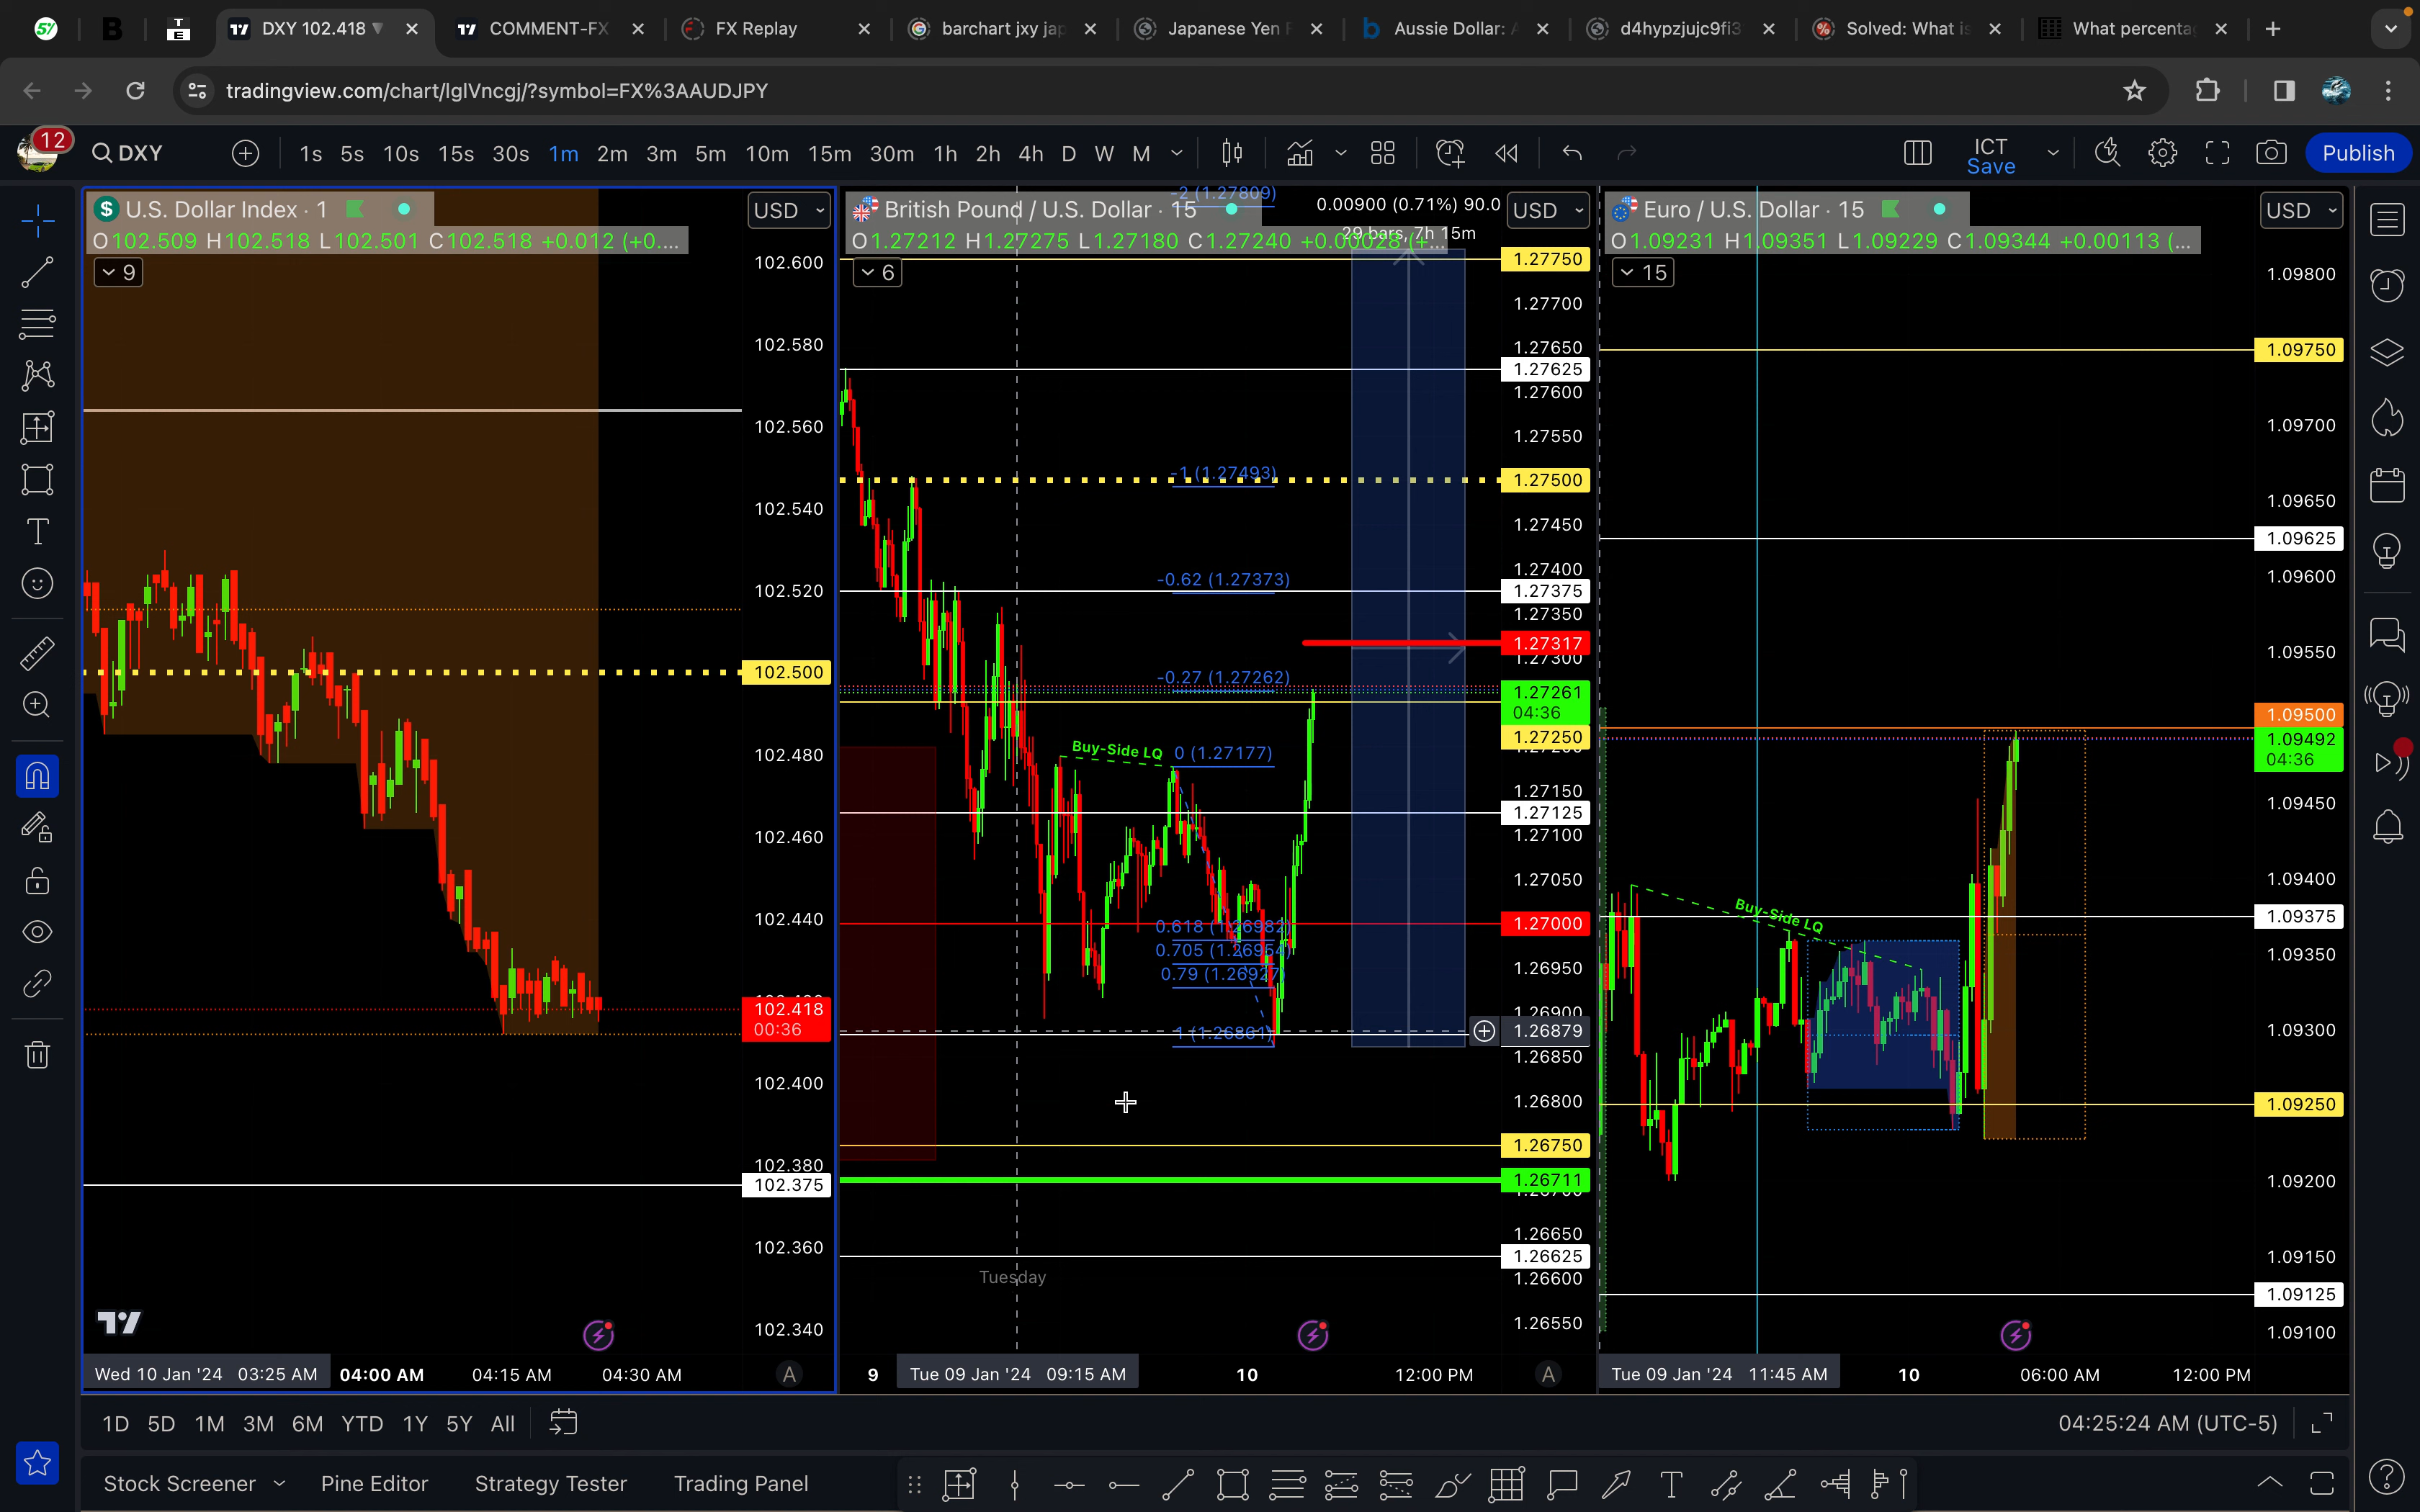 DXY 102.418
COMMENT-FX
FX Replay
barchart jxy jap
Japanese Yen F
Aussie Dollar: A
d4hypzjujc9fi3
Solved: What is
What percenta
tradingview.com/chart/lglVncgj/?symbol=FX%3AAUDJPY
12
DXY
1s 5s 10s 15s 30s 1m 2m 3m 5m 10m 15m 30m 1h 2h 4h D W M
ICT
Save
Publish
U.S. Dollar Index · 1
O102.509 H102.518 L102.501 C102.518 +0.012 (+0....
9
USD
102.600
102.580
102.560
102.540
102.520
102.500
102.480
102.460
102.440
102.418
00:36
102.400
102.380
102.375
102.360
102.340
Wed 10 Jan '24 03:25 AM 04:00 AM 04:15 AM 04:30 AM A
British Pound / U.S. Dollar · 15
O1.27212 H1.27275 L1.27180 C1.27240 +0.00028 (+...
6
-2 (1.27809)
0.00900 (0.71%) 90.0
29 bars, 7h 15m
USD
1.27750
1.27700
1.27650
1.27625
1.27600
1.27550
-1 (1.27493)
1.27500
1.27450
1.27400
-0.62 (1.27373)
1.27375
1.27350
1.27317
1.27300
-0.27 (1.27262)
1.27261
04:36
1.27250
Buy-Side LQ
0 (1.27177)
1.27150
1.27125
1.27100
1.27050
1.27000
0.618 (1.26982)
0.705 (1.26954)
1.26950
0.79 (1.26927)
1.26900
1.26879
1 (1.26861)
1.26850
1.26800
1.26750
1.26711
1.26650
1.26625
1.26600
1.26550
Tuesday
9 Tue 09 Jan '24 09:15 AM 10 12:00 PM A
Euro / U.S. Dollar · 15
O1.09231 H1.09351 L1.09229 C1.09344 +0.00113 (...
15
USD
1.09800
1.09750
1.09700
1.09650
1.09625
1.09600
1.09550
1.09500
1.09492
04:36
1.09450
1.09400
1.09375
Buy-Side LQ
1.09350
1.09300
1.09250
1.09200
1.09150
1.09125
1.09100
Tue 09 Jan '24 11:45 AM 10 06:00 AM 12:00 PM
1D 5D 1M 3M 6M YTD 1Y 5Y All
04:25:24 AM (UTC-5)
Stock Screener Pine Editor Strategy Tester Trading Panel